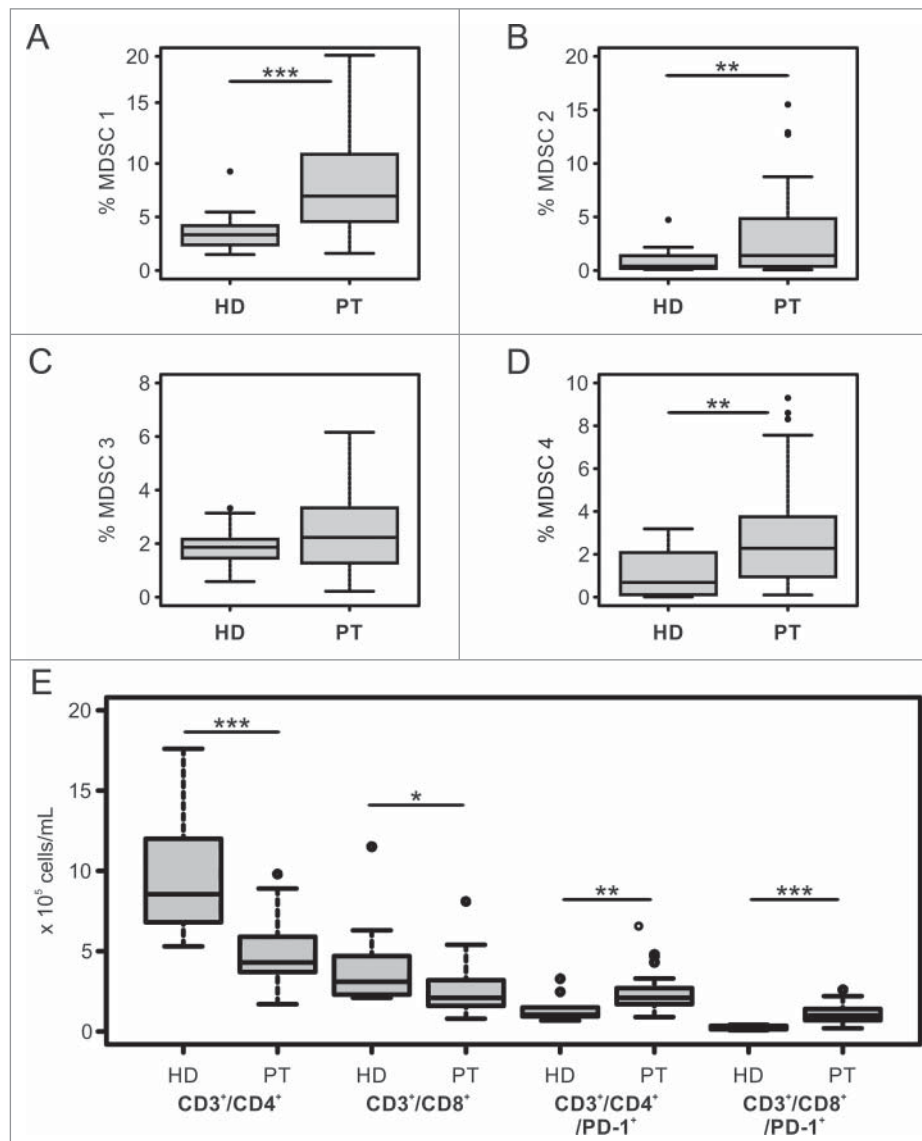 A
% MDSC 1
20
15
10
5
0
***
HD PT
B
% MDSC 2
20
15
10
5
0
**
HD PT
C
% MDSC 3
8
6
4
2
0
HD PT
D
% MDSC 4
10
8
6
4
2
0
**
HD PT
E
x 10⁵ cells/mL
20
15
10
5
0
***
*
**
***
HD PT HD PT HD PT HD PT
CD3⁺/CD4⁺ CD3⁺/CD8⁺ CD3⁺/CD4⁺ CD3⁺/CD8⁺
/PD-1⁺ /PD-1⁺